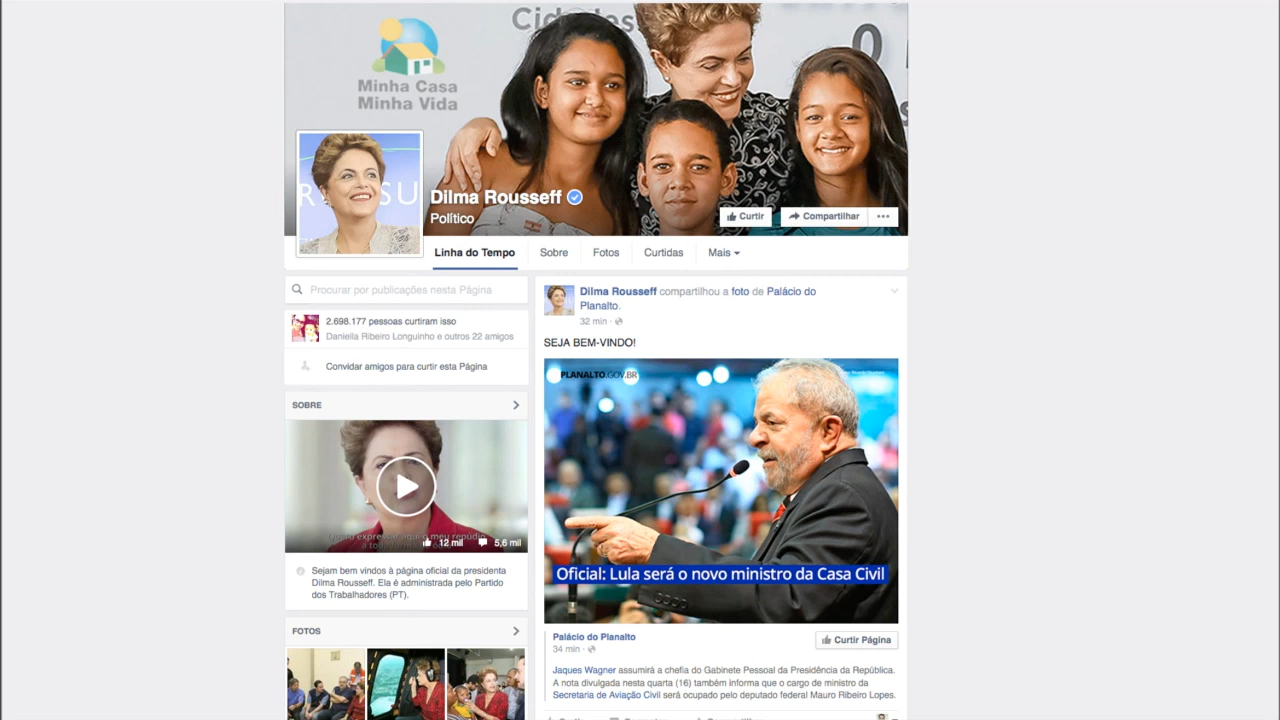 Cidades
Minha Casa
Minha Vida
Dilma Rousseff
Político
Curtir
Compartilhar
Linha do Tempo
Sobre
Fotos
Curtidas
Mais
Procurar por publicações nesta Página
2.698.177 pessoas curtiram isso
Daniella Ribeiro Longuinho e outros 22 amigos
Convidar amigos para curtir esta Página
SOBRE
12 mil
5,6 mil
Sejam bem vindos à página oficial da presidenta
Dilma Rousseff. Ela é administrada pelo Partido
dos Trabalhadores (PT).
FOTOS
Dilma Rousseff compartilhou a foto de Palácio do
Planalto.
32 min
SEJA BEM-VINDO!
PLANALTO.GOV.BR
Oficial: Lula será o novo ministro da Casa Civil
Palácio do Planalto
34 min
Curtir Página
Jaques Wagner assumirá a chefia do Gabinete Pessoal da Presidência da República.
A nota divulgada nesta quarta (16) também informa que o cargo de ministro da
Secretaria de Aviação Civil será ocupado pelo deputado federal Mauro Ribeiro Lopes.